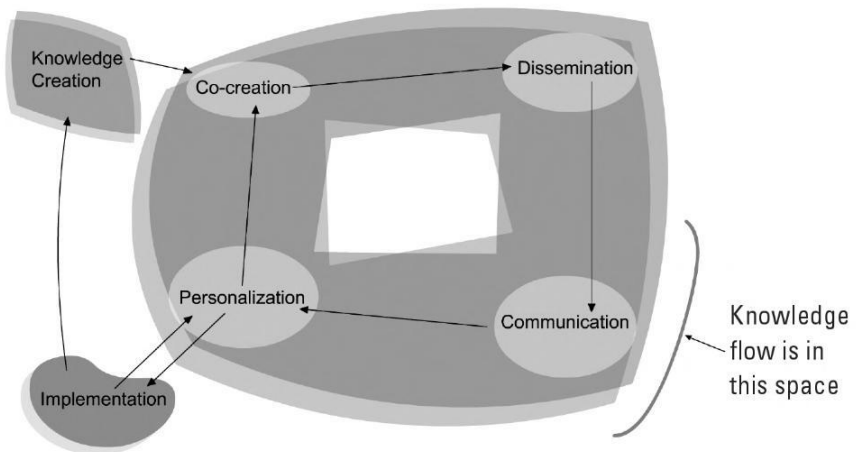 Knowledge
Creation
Co-creation
Dissemination
Personalization
Communication
Implementation
Knowledge
flow is in
this space